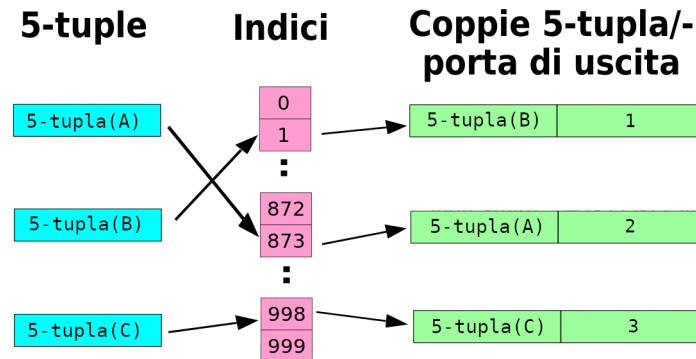 5-tuple
Indici
Coppie 5-tupla/-
porta di uscita
5-tupla(A)
0
1
:
5-tupla(B) 1
5-tupla(B)
872
873
:
5-tupla(A) 2
5-tupla(C)
998
999
5-tupla(C) 3